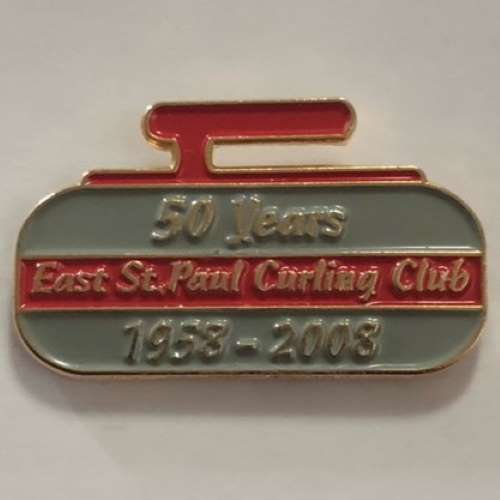 50 Years
East St. Paul Curling Club
1958 - 2008